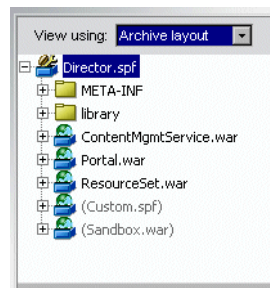 View using: Archive layout
Director.spf
META-INF
library
ContentMgmtService.war
Portal.war
ResourceSet.war
(Custom.spf)
(Sandbox.war)